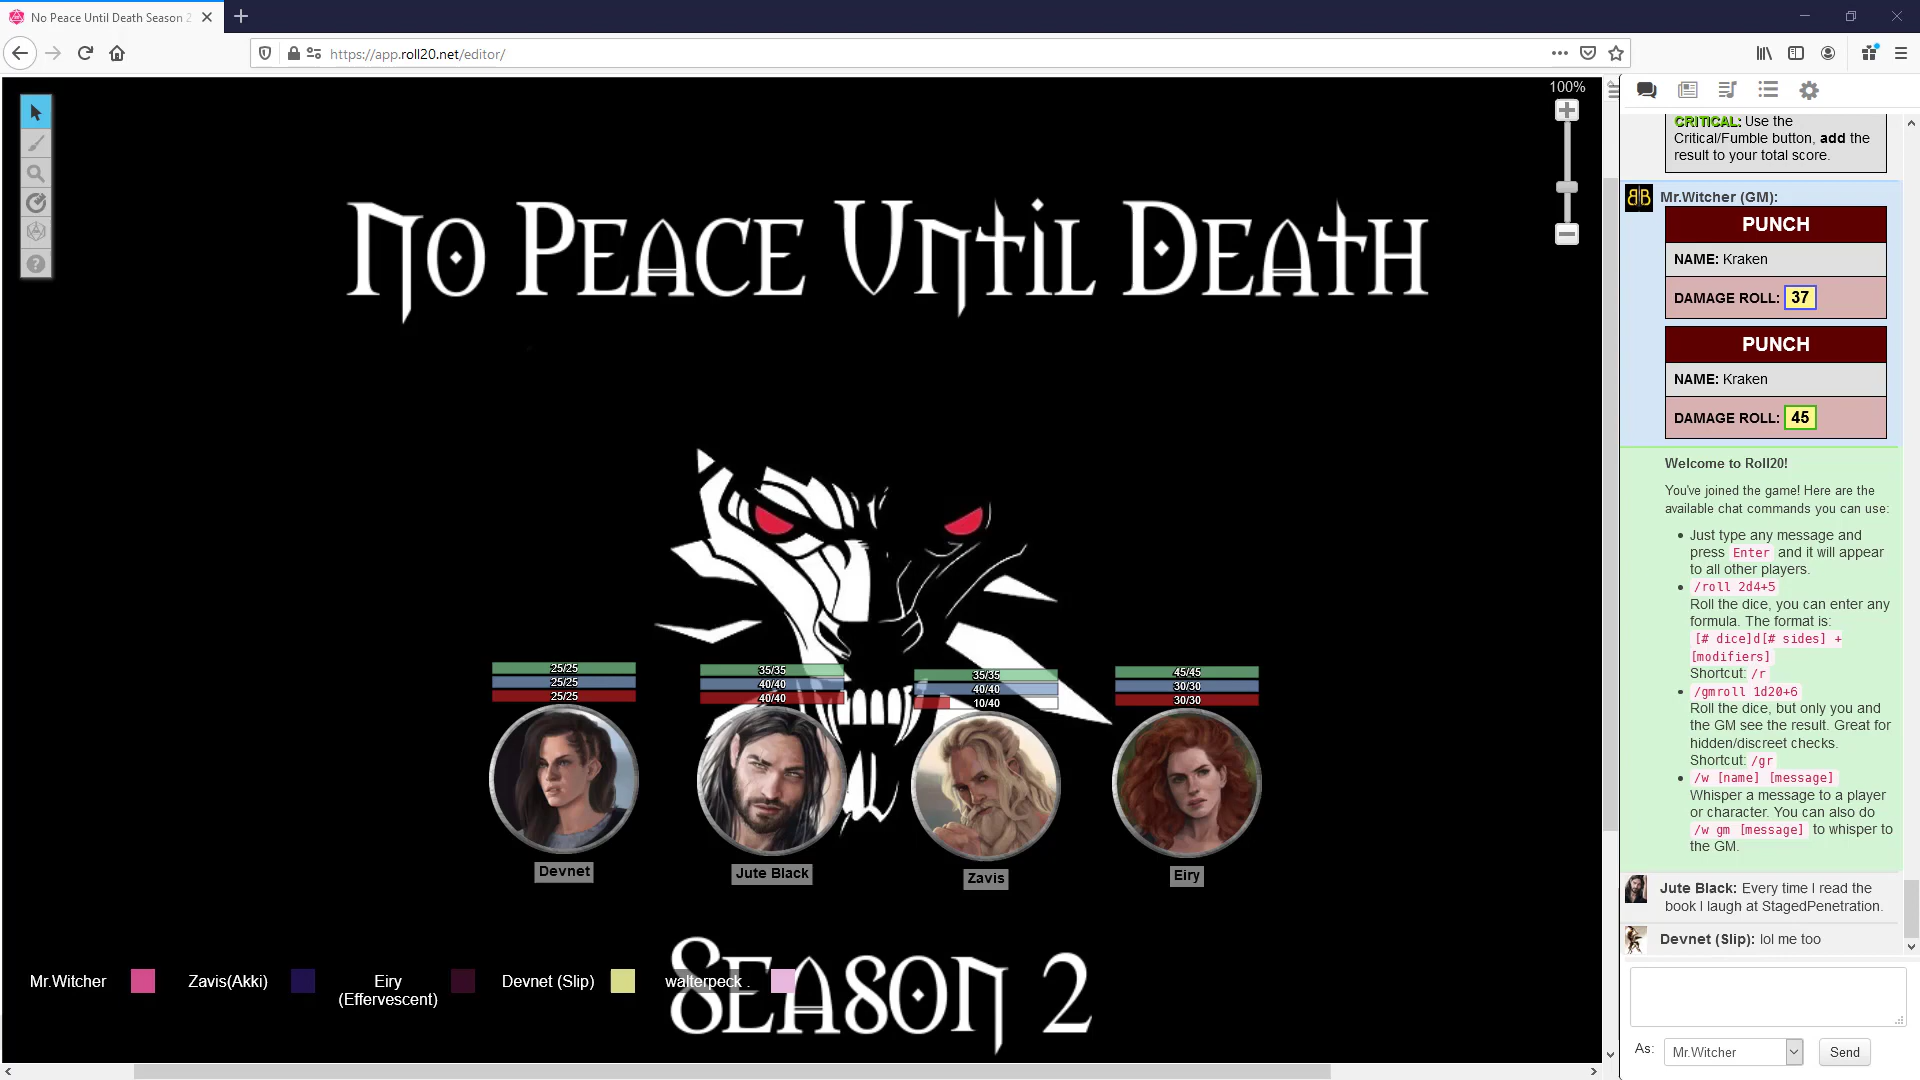 No Peace Until Death Season 2
https://app.roll20.net/editor/
100%
No Peace Until Death
25/25
25/25
25/25
35/35
40/40
40/40
35/35
40/40
10/40
45/45
30/30
30/30
Devnet
Jute Black
Zavis
Eiry
Season 2
Mr.Witcher
Zavis(Akki)
Eiry
(Effervescent)
Devnet (Slip)
walterpeck .
CRITICAL: Use the
Critical/Fumble button, add the
result to your total score.
Mr.Witcher (GM):
PUNCH
NAME: Kraken
DAMAGE ROLL: 37
PUNCH
NAME: Kraken
DAMAGE ROLL: 45
Welcome to Roll20!
You've joined the game! Here are the
available chat commands you can use:
• Just type any message and
press Enter and it will appear
to all other players.
• /roll 2d4+5
Roll the dice, you can enter any
formula. The format is:
[# dice]d[# sides] +
[modifiers]
Shortcut: /r
• /gmroll 1d20+6
Roll the dice, but only you and
the GM see the result. Great for
hidden/discreet checks.
Shortcut: /gr
• /w [name] [message]
Whisper a message to a player
or character. You can also do
/w gm [message] to whisper to
the GM.
Jute Black: Every time I read the
book I laugh at StagedPenetration.
Devnet (Slip): lol me too
As: Mr.Witcher Send